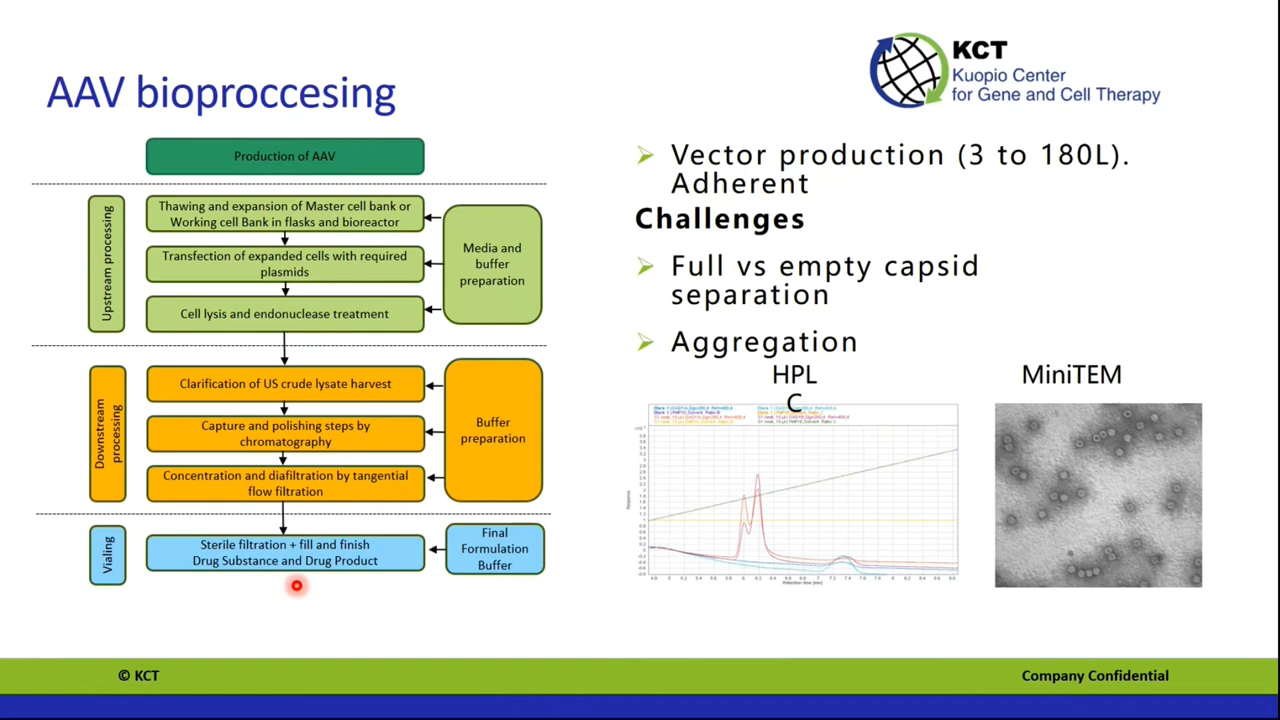 AAV bioproccesing
KCT
Kuopio Center
for Gene and Cell Therapy
Production of AAV
Upstream processing
Thawing and expansion of Master cell bank or
Working cell Bank in flasks and bioreactor
Transfection of expanded cells with required
plasmids
Cell lysis and endonuclease treatment
Media and
buffer
preparation
Downstream
processing
Clarification of US crude lysate harvest
Capture and polishing steps by
chromatography
Concentration and diafiltration by tangential
flow filtration
Buffer
preparation
Vialing
Sterile filtration + fill and finish
Drug Substance and Drug Product
Final
Formulation
Buffer
Vector production (3 to 180L).
Adherent
Challenges
Full vs empty capsid
separation
Aggregation
HPL
C
MiniTEM
Response
Retention time [min]
© KCT
Company Confidential